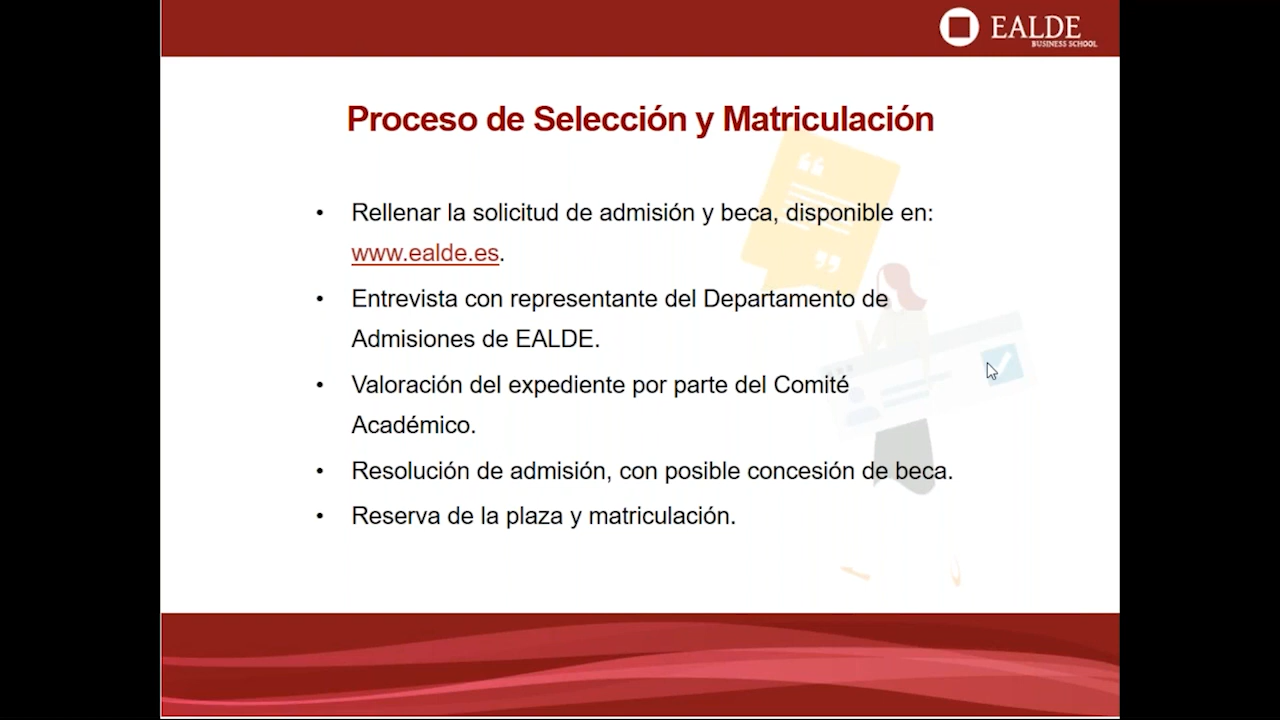 EALDE
BUSINESS SCHOOL
Proceso de Selección y Matriculación
• Rellenar la solicitud de admisión y beca, disponible en:
www.ealde.es.
• Entrevista con representante del Departamento de
Admisiones de EALDE.
• Valoración del expediente por parte del Comité
Académico.
• Resolución de admisión, con posible concesión de beca.
• Reserva de la plaza y matriculación.